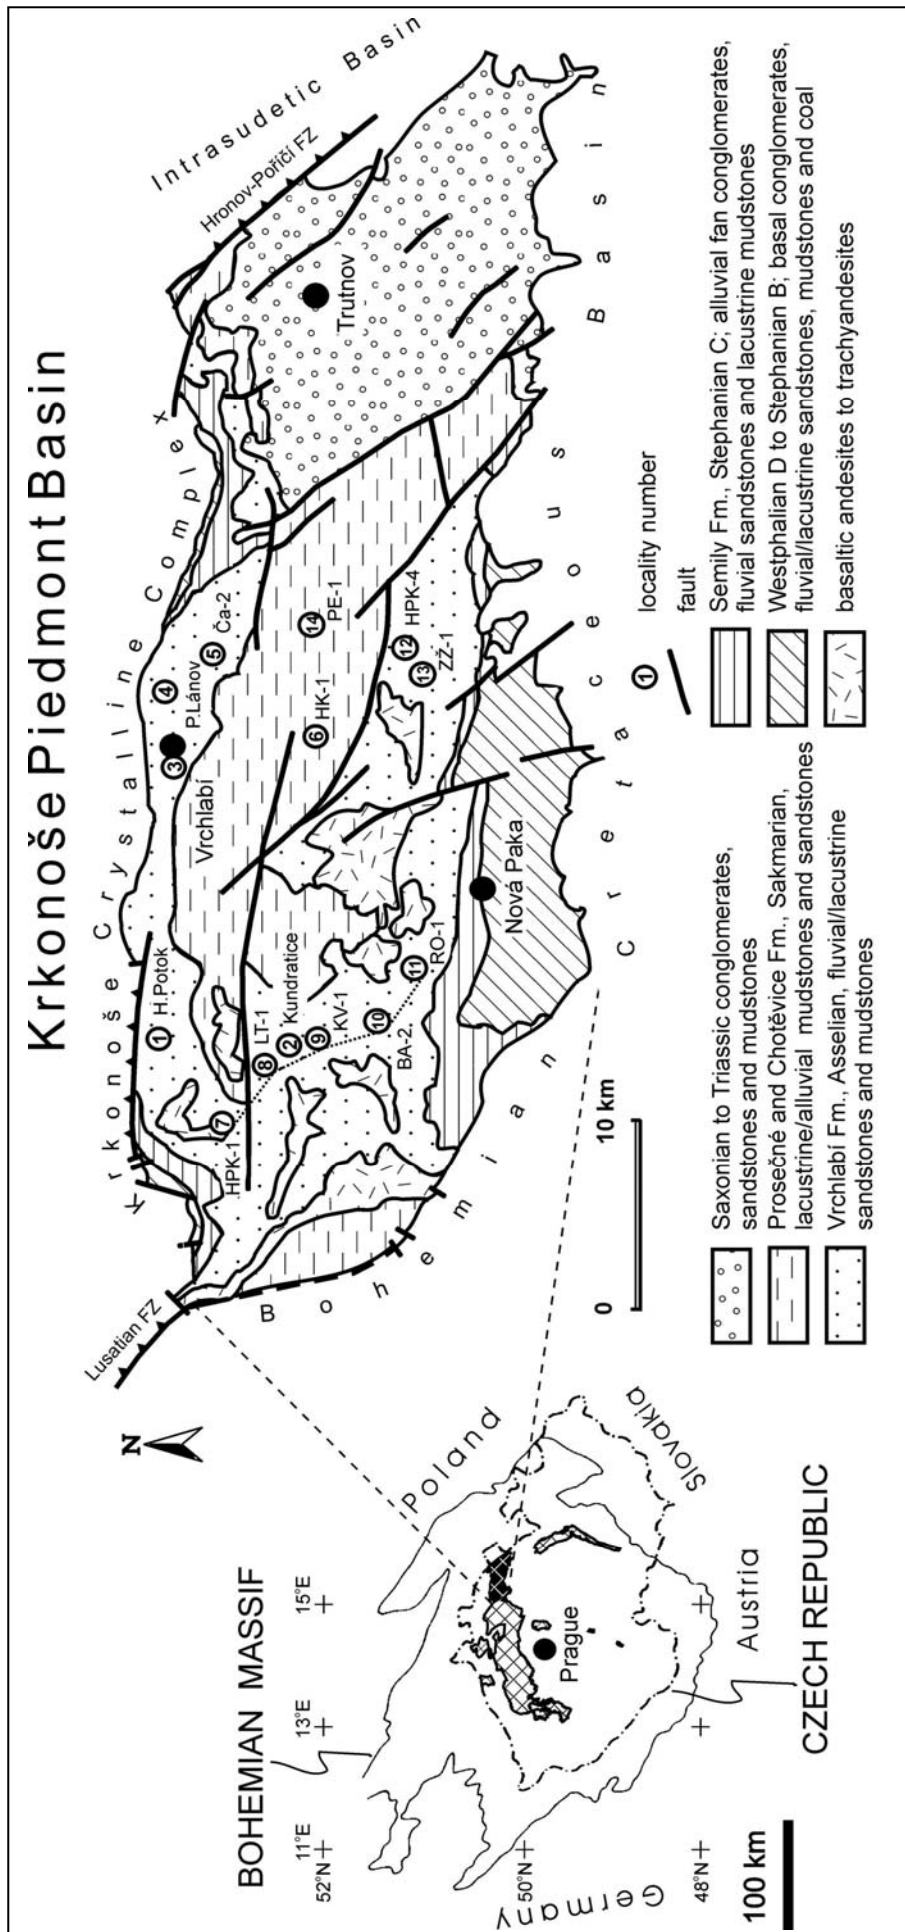 Krkonoše Piedmont Basin
Krkonoše Crystalline Complex
Intrasudetic Basin
Hronov-Poříčí FZ
Lusatian FZ
N
1
H.Potok
3
P.Lánov
4
5
Ča-2
Vrchlabí
Trutnov
7
HPK-1
8
LT-1
2
Kundratice
9
KV-1
10
BA-2
11
RO-1
6
HK-1
14
PE-1
12
HPK-4
13
ZŽ-1
Nová Paka
Bohemian Cretaceous Basin
0
10 km
1
locality number
fault
Saxonian to Triassic conglomerates,
sandstones and mudstones
Prosečné and Chotěvice Fm., Sakmarian,
lacustrine/alluvial mudstones and sandstones
Vrchlabí Fm., Asselian, fluvial/lacustrine
sandstones and mudstones
Semily Fm., Stephanian C; alluvial fan conglomerates,
fluvial sandstones and lacustrine mudstones
Westphalian D to Stephanian B; basal conglomerates,
fluvial/lacustrine sandstones, mudstones and coal
basaltic andesites to trachyandesites
BOHEMIAN MASSIF
11°E
13°E
15°E
52°N
50°N
48°N
Poland
Slovakia
Austria
Germany
Prague
CZECH REPUBLIC
100 km